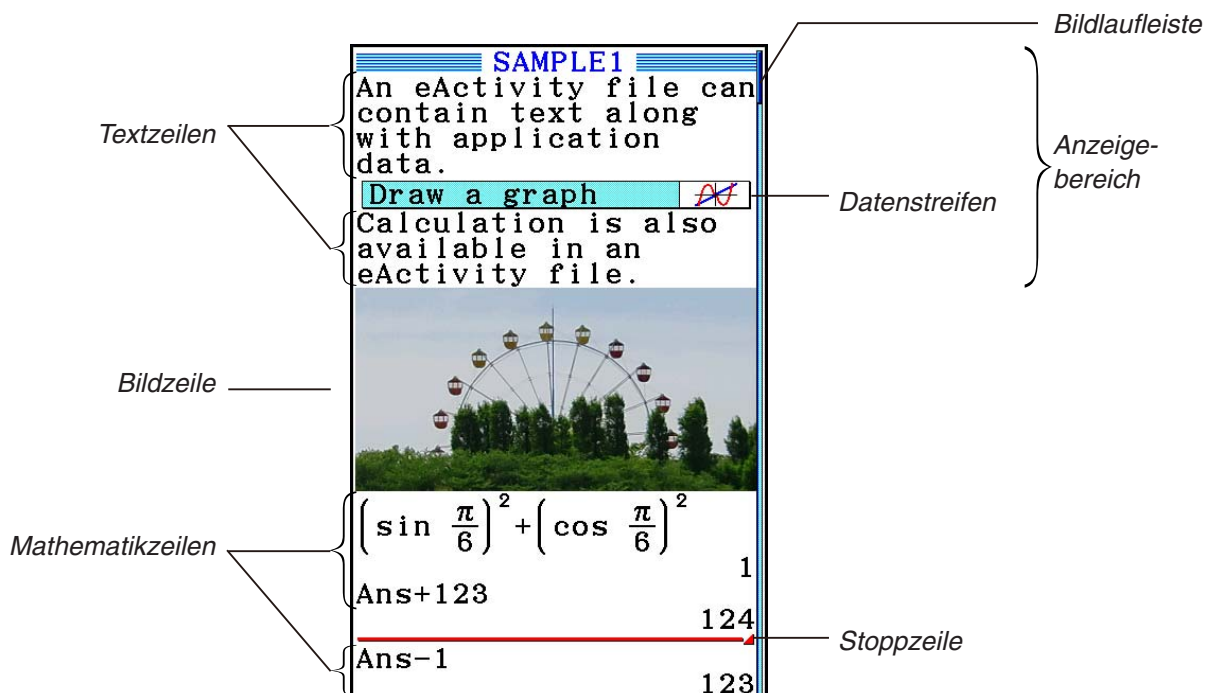 Bildlaufleiste
SAMPLE1
An eActivity file can
contain text along
with application
data.
Textzeilen
Anzeige-
bereich
Draw a graph
Datenstreifen
Calculation is also
available in an
eActivity file.
Bildzeile
(sin π/6)²+(cos π/6)²
1
Mathematikzeilen
Ans+123
124
Stoppzeile
Ans−1
123